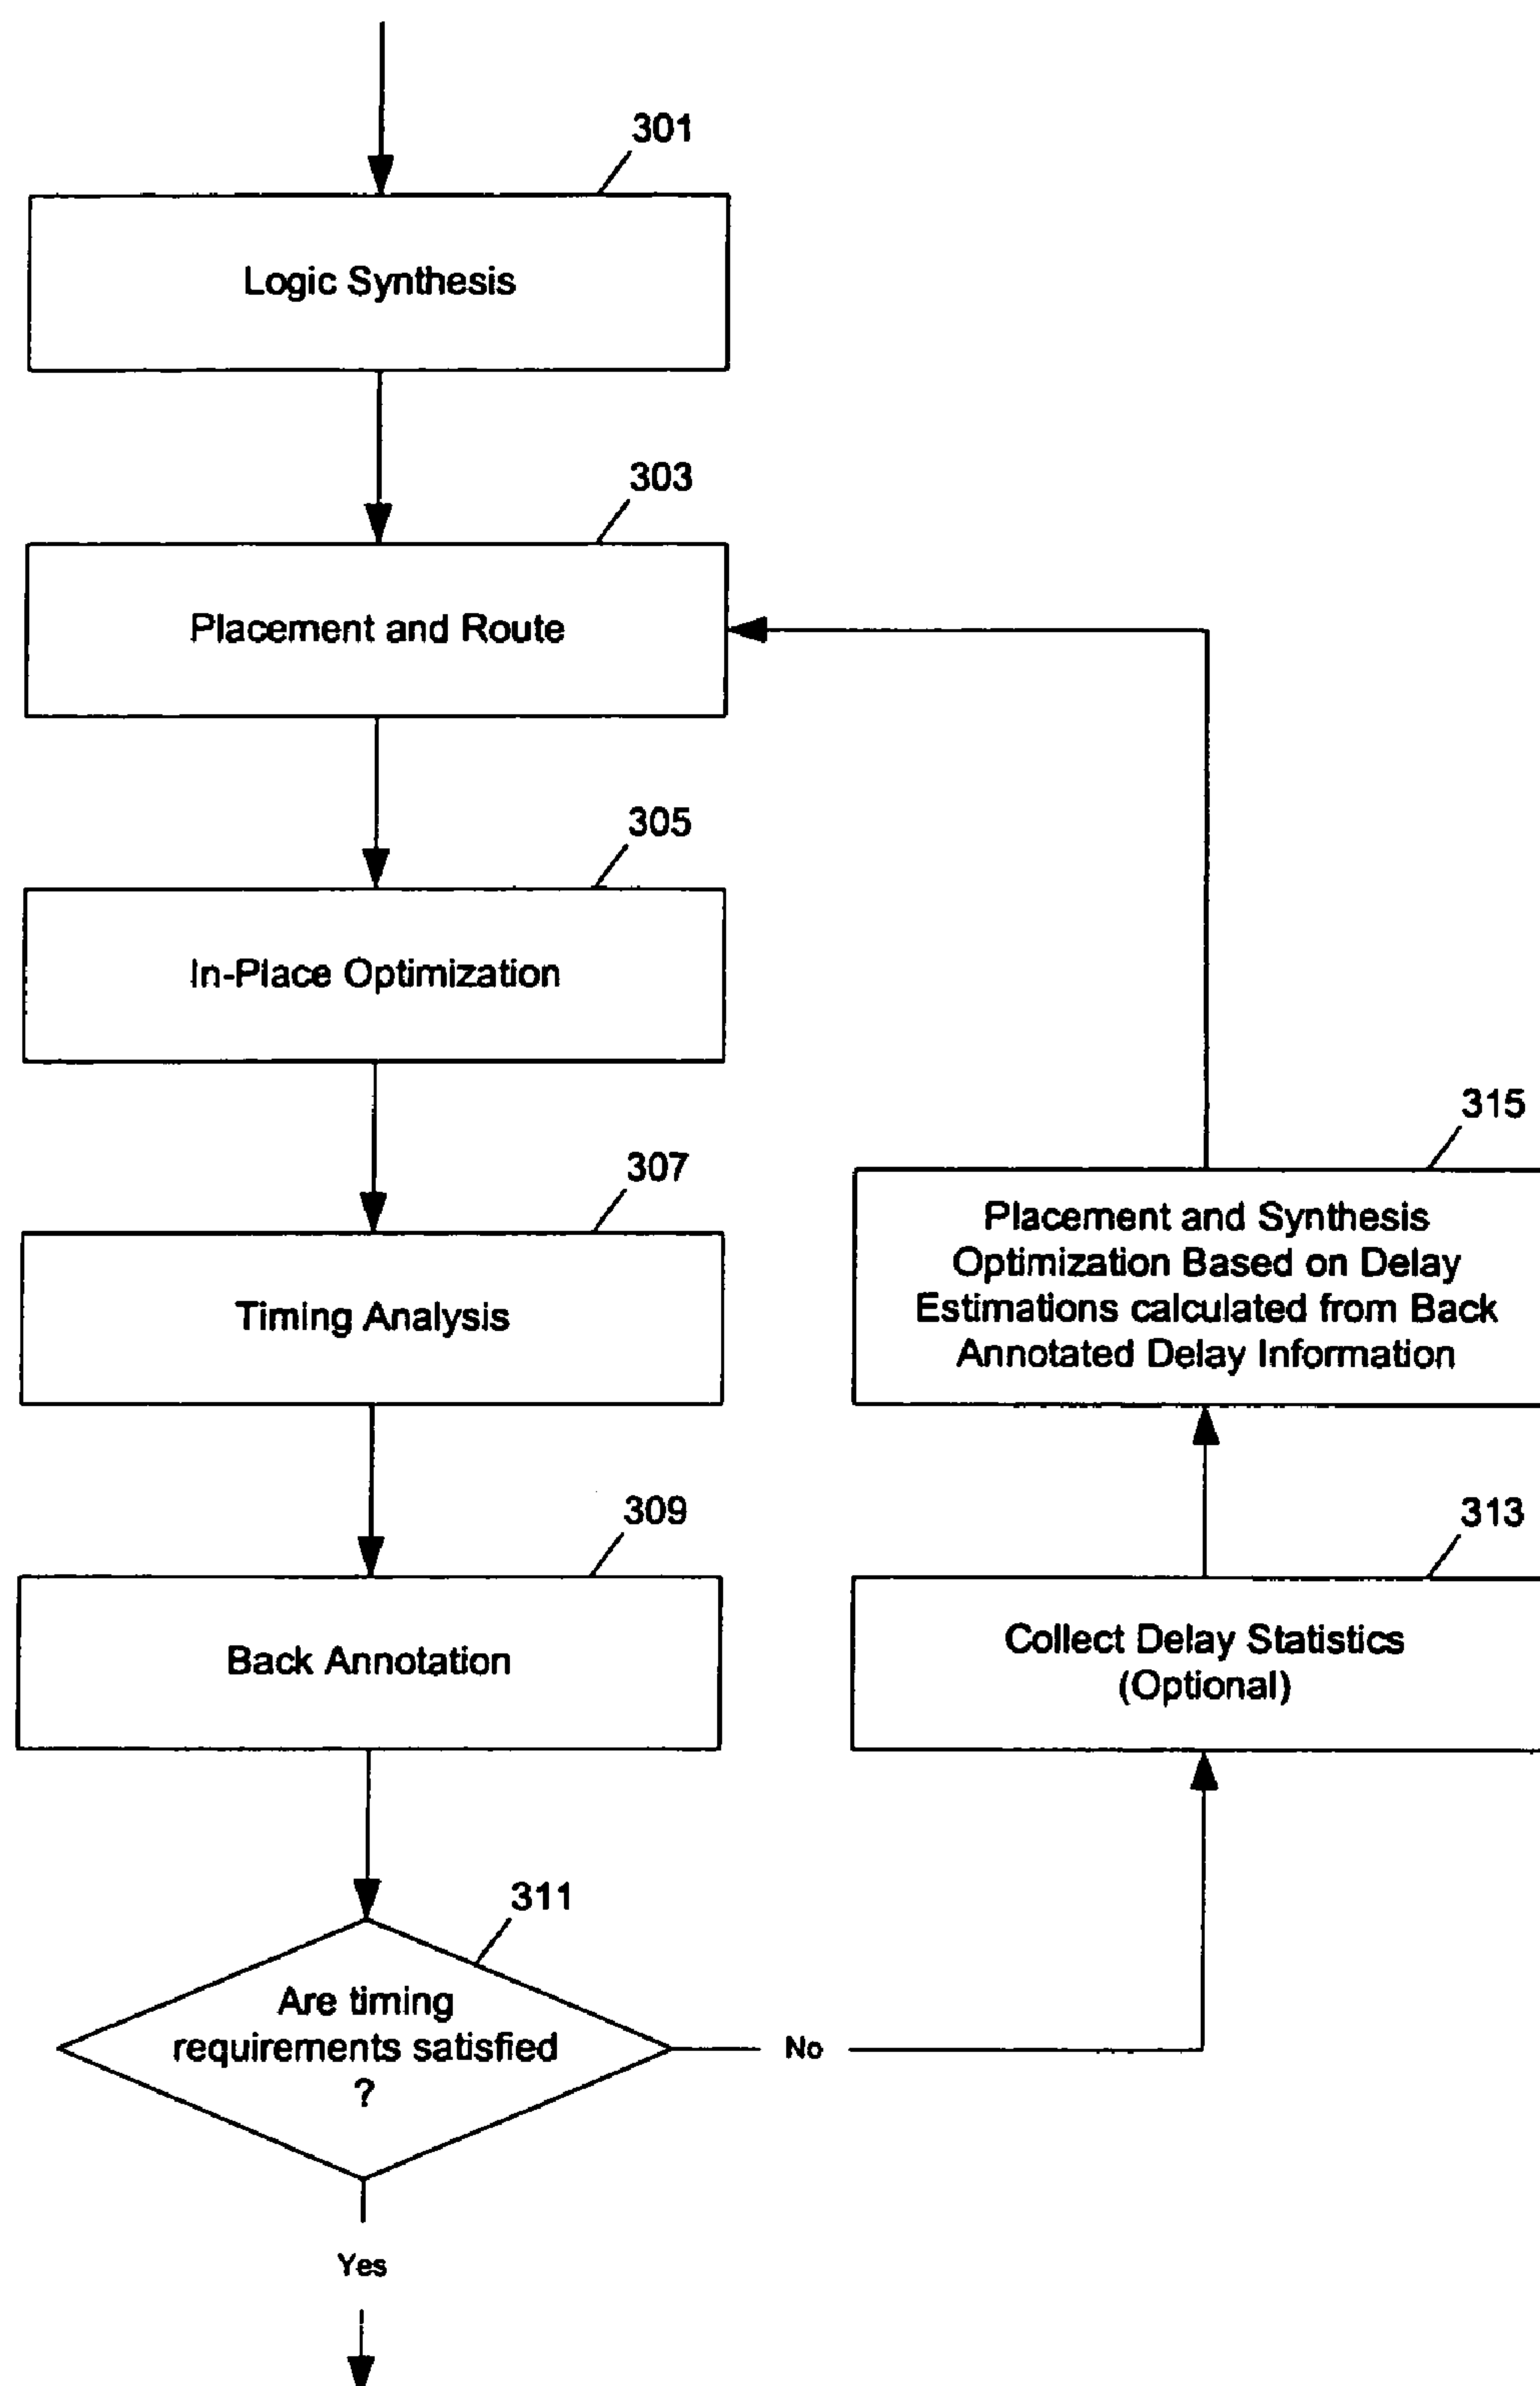 301
Logic Synthesis
303
Placement and Route
305
In-Place Optimization
307
Timing Analysis
315
Placement and Synthesis
Optimization Based on Delay
Estimations calculated from Back
Annotated Delay Information
309
Back Annotation
313
Collect Delay Statistics
(Optional)
311
Are timing
requirements satisfied
?
No
Yes